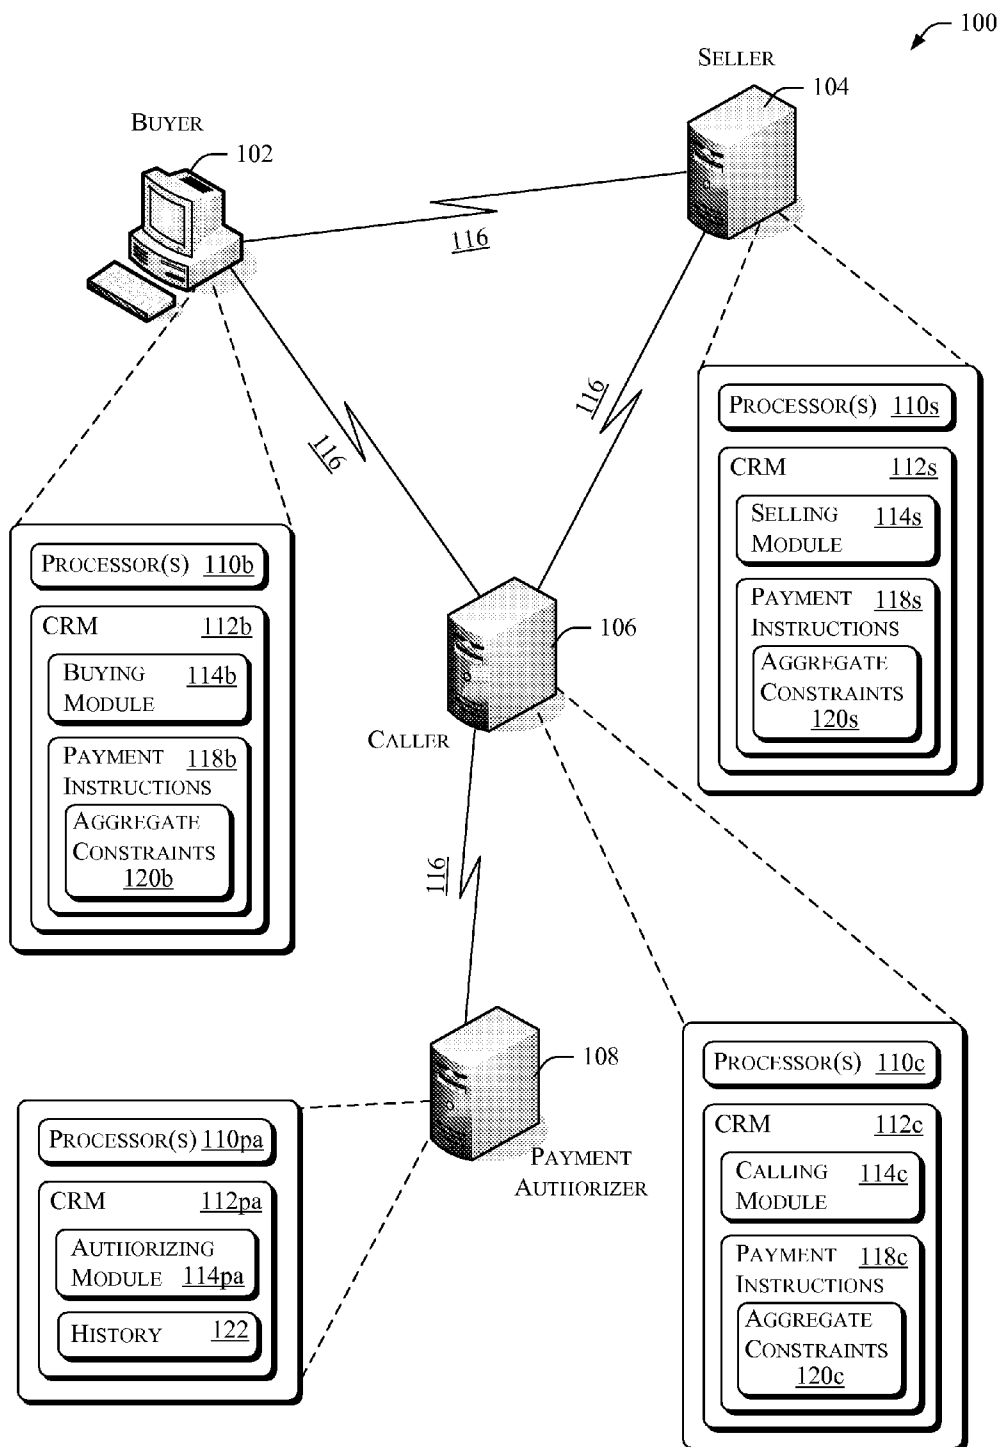 100
SELLER
104
BUYER
102
116
116
116
PROCESSOR(S) 110s
CRM 112s
SELLING MODULE 114s
PAYMENT INSTRUCTIONS 118s
AGGREGATE CONSTRAINTS
120s
PROCESSOR(S) 110b
CRM 112b
BUYING MODULE 114b
PAYMENT INSTRUCTIONS 118b
AGGREGATE CONSTRAINTS
120b
106
CALLER
116
108
PAYMENT
AUTHORIZER
PROCESSOR(S) 110c
CRM 112c
CALLING MODULE 114c
PAYMENT INSTRUCTIONS 118c
AGGREGATE CONSTRAINTS
120c
PROCESSOR(S) 110pa
CRM 112pa
AUTHORIZING
MODULE 114pa
HISTORY 122